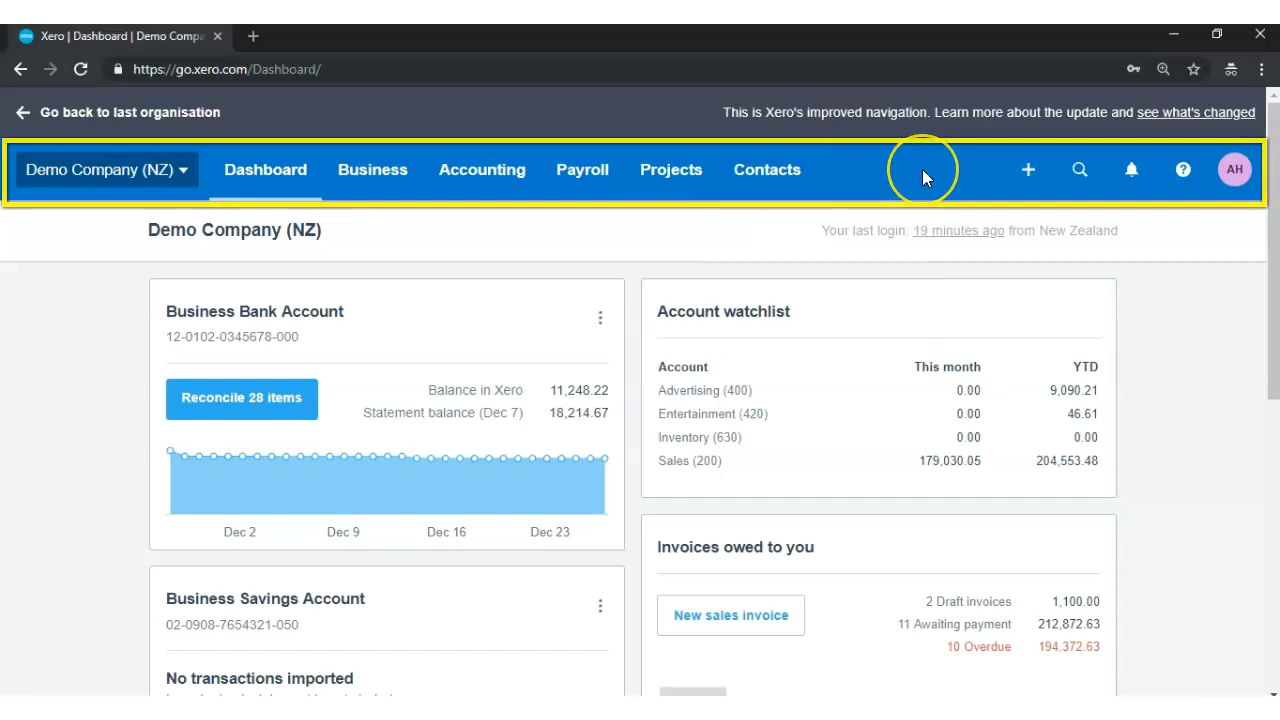 Xero | Dashboard | Demo Compa
https://go.xero.com/Dashboard/
Go back to last organisation
This is Xero's improved navigation. Learn more about the update and see what's changed
Demo Company (NZ) Dashboard Business Accounting Payroll Projects Contacts AH
Demo Company (NZ)
Your last login: 19 minutes ago from New Zealand
Business Bank Account
12-0102-0345678-000
Reconcile 28 items
Balance in Xero 11,248.22
Statement balance (Dec 7) 18,214.67
Dec 2 Dec 9 Dec 16 Dec 23
Business Savings Account
02-0908-7654321-050
No transactions imported
Account watchlist
Account This month YTD
Advertising (400) 0.00 9,090.21
Entertainment (420) 0.00 46.61
Inventory (630) 0.00 0.00
Sales (200) 179,030.05 204,553.48
Invoices owed to you
New sales invoice
2 Draft invoices 1,100.00
11 Awaiting payment 212,872.63
10 Overdue 194,372.63